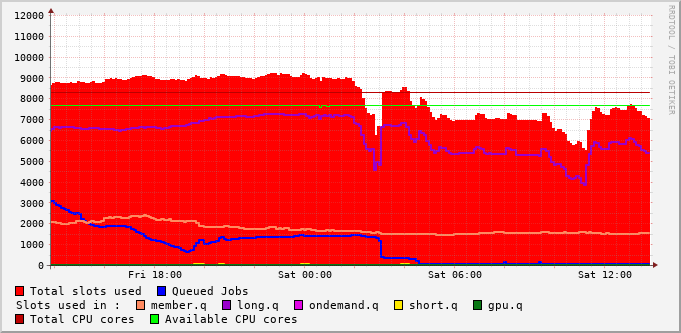 12000
11000
10000
9000
8000
7000
6000
5000
4000
3000
2000
1000
0
Fri 18:00 Sat 00:00 Sat 06:00 Sat 12:00
Total slots used Queued Jobs
Slots used in : member.q long.q ondemand.q short.q gpu.q
Total CPU cores Available CPU cores
RRDTOOL / TOBI OETIKER